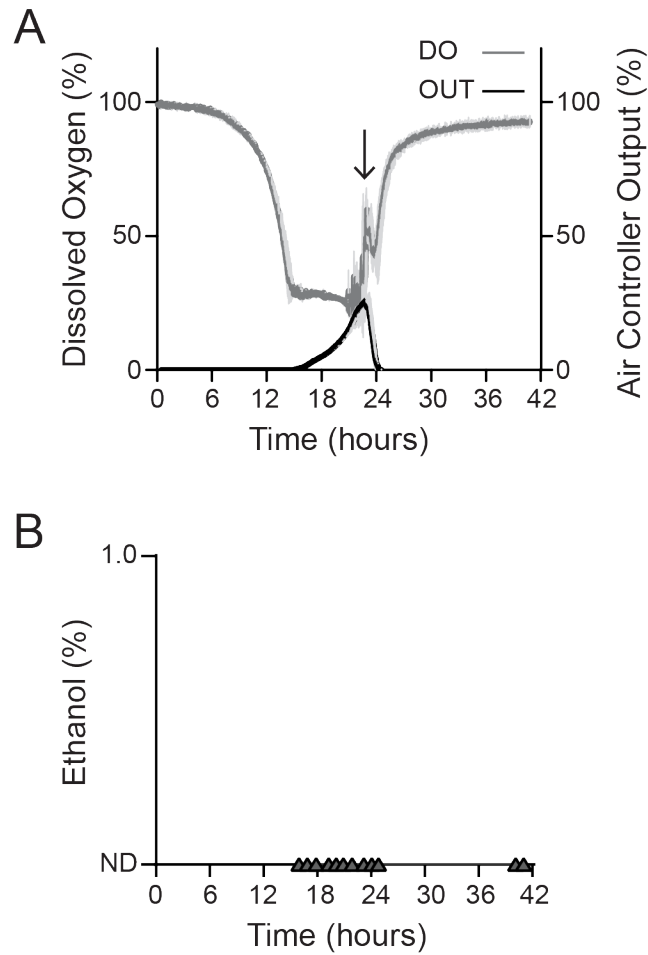 A
DO
OUT
Dissolved Oxygen (%)
Air Controller Output (%)
100 100
50 50
0 0
0 6 12 18 24 30 36 42
Time (hours)
B
1.0
Ethanol (%)
ND
0 6 12 18 24 30 36 42
Time (hours)